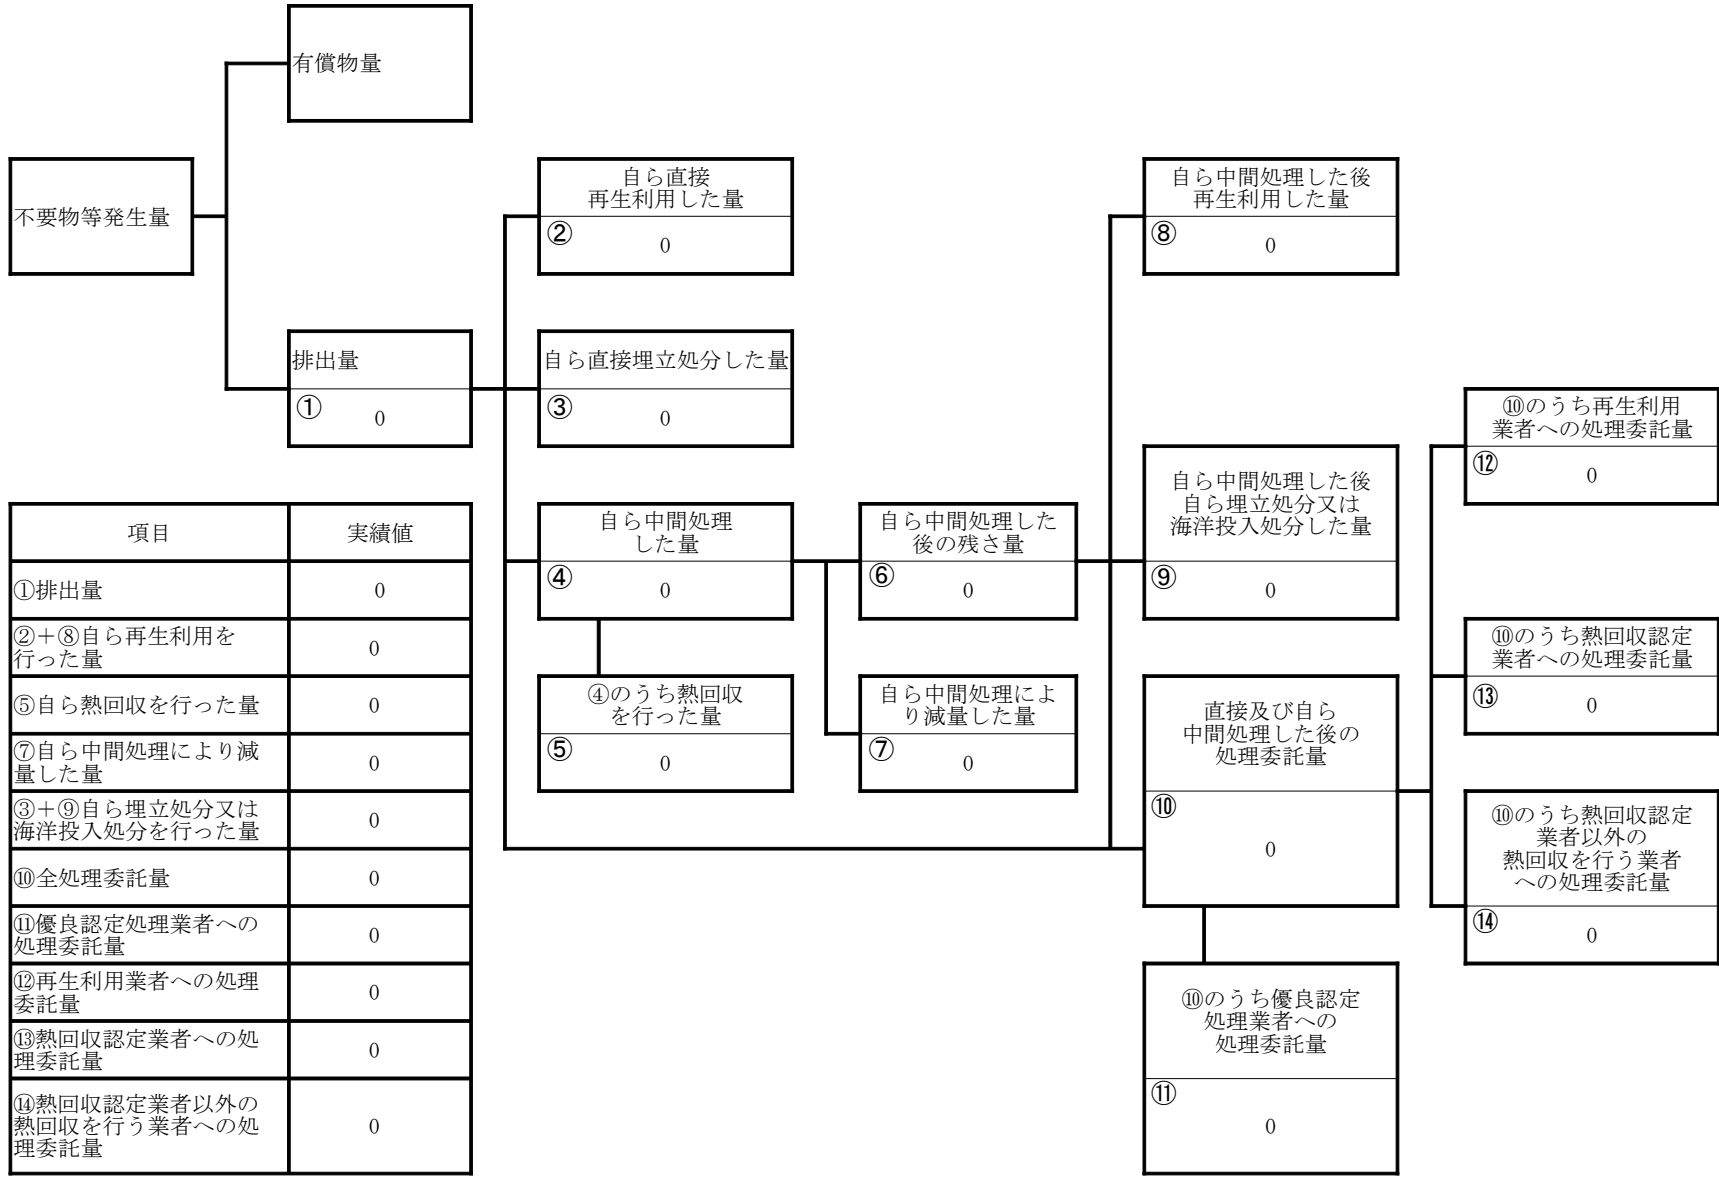 有償物量
不要物等発生量
排出量
①
0
自ら直接
再生利用した量
②
0
自ら直接埋立処分した量
③
0
自ら中間処理
した量
④
0
④のうち熱回収
を行った量
⑤
0
自ら中間処理した
後の残さ量
⑥
0
自ら中間処理によ
り減量した量
⑦
0
自ら中間処理した後
再生利用した量
⑧
0
自ら中間処理した後
自ら埋立処分又は
海洋投入処分した量
⑨
0
直接及び自ら
中間処理した後の
処理委託量
⑩
0
⑩のうち優良認定
処理業者への
処理委託量
⑪
0
⑩のうち再生利用
業者への処理委託量
⑫
0
⑩のうち熱回収認定
業者への処理委託量
⑬
0
⑩のうち熱回収認定
業者以外の
熱回収を行う業者
への処理委託量
⑭
0
項目 実績値
①排出量 0
②＋⑧自ら再生利用を
行った量 0
⑤自ら熱回収を行った量 0
⑦自ら中間処理により減
量した量 0
③＋⑨自ら埋立処分又は
海洋投入処分を行った量 0
⑩全処理委託量 0
⑪優良認定処理業者への
処理委託量 0
⑫再生利用業者への処理
委託量 0
⑬熱回収認定業者への処
理委託量 0
⑭熱回収認定業者以外の
熱回収を行う業者への処
理委託量 0